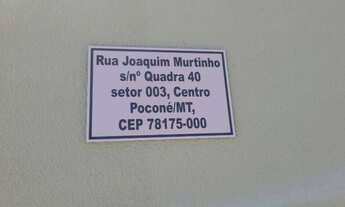 Rua Joaquim Murtinho
s/nº Quadra 40
setor 003, Centro
Poconé/MT,
CEP 78175-000